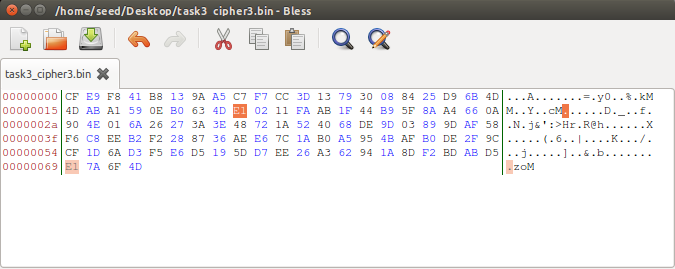 /home/seed/Desktop/task3_cipher3.bin - Bless
task3_cipher3.bin
00000000 CF E9 F8 41 B8 13 9A A5 C7 F7 CC 3D 13 79 30 08 84 25 D9 6B 4D ...A.......=.y0..%.kM
00000015 4D AB A1 59 0E B0 63 4D E1 02 11 FA AB 1F 44 B9 5F 8A A4 66 0A M..Y..cM......D._..f.
0000002a 90 4E 01 6A 26 27 3A 3E 48 72 1A 52 40 68 DE 9D 03 89 9D AF 58 .N.j&':>Hr.R@h......X
0000003f F6 C8 EE B2 F2 28 87 36 AE E6 7C 1A B0 A5 95 4B AF B0 DE 2F 9C .....(.6..|....K.../.
00000054 CF 1D 6A D3 F5 E6 D5 19 5D D7 EE 26 A3 62 94 1A 8D F2 BD AB D5 ..j.....]..&.b.......
00000069 E1 7A 6F 4D .zoM